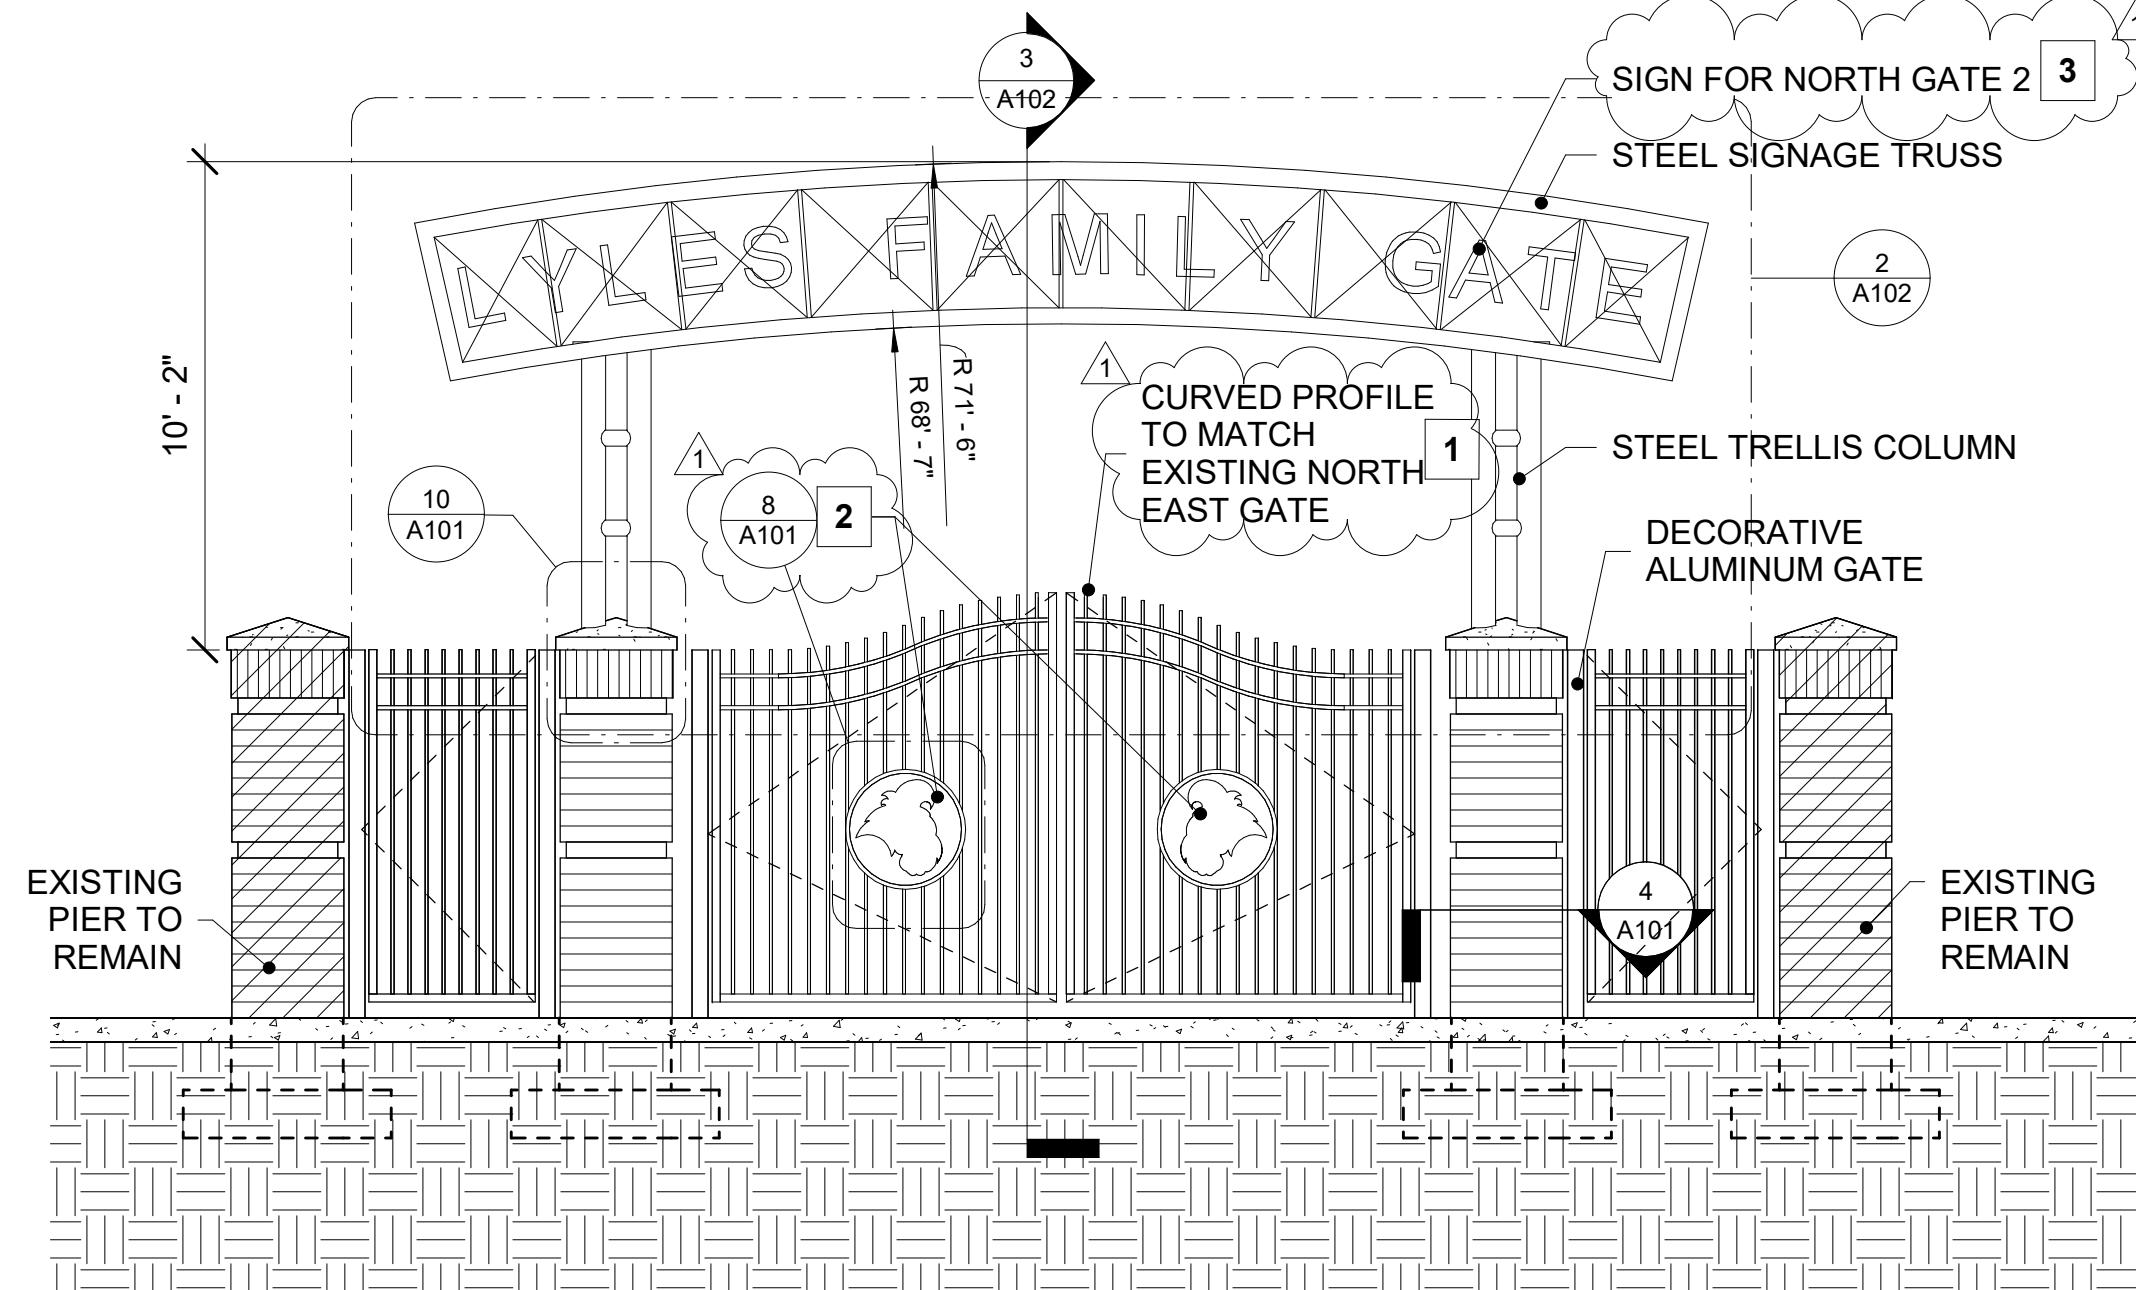 3
A102
SIGN FOR NORTH GATE 2
3
STEEL SIGNAGE TRUSS
LYLES FAMILY GATE
2
A102
10' - 2"
R 71' - 6"
R 68' - 7"
1
CURVED PROFILE
TO MATCH
EXISTING NORTH
EAST GATE
1
STEEL TRELLIS COLUMN
1
8
A101
2
10
A101
DECORATIVE
ALUMINUM GATE
4
A101
EXISTING
PIER TO
REMAIN
EXISTING
PIER TO
REMAIN